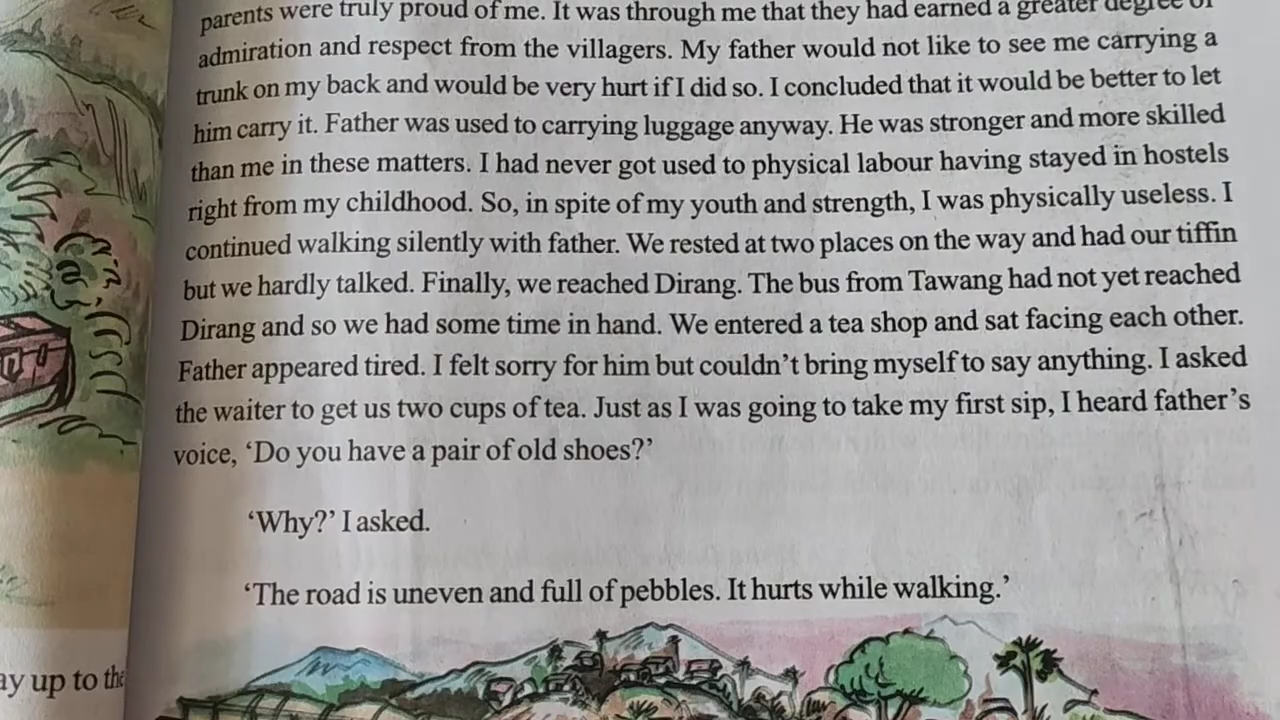 parents were truly proud of me. It was through me that they had earned a greater degree of
admiration and respect from the villagers. My father would not like to see me carrying a
trunk on my back and would be very hurt if I did so. I concluded that it would be better to let
him carry it. Father was used to carrying luggage anyway. He was stronger and more skilled
than me in these matters. I had never got used to physical labour having stayed in hostels
right from my childhood. So, in spite of my youth and strength, I was physically useless. I
continued walking silently with father. We rested at two places on the way and had our tiffin
but we hardly talked. Finally, we reached Dirang. The bus from Tawang had not yet reached
Dirang and so we had some time in hand. We entered a tea shop and sat facing each other.
Father appeared tired. I felt sorry for him but couldn’t bring myself to say anything. I asked
the waiter to get us two cups of tea. Just as I was going to take my first sip, I heard father’s
voice, ‘Do you have a pair of old shoes?’
‘Why?’ I asked.
‘The road is uneven and full of pebbles. It hurts while walking.’
up to the